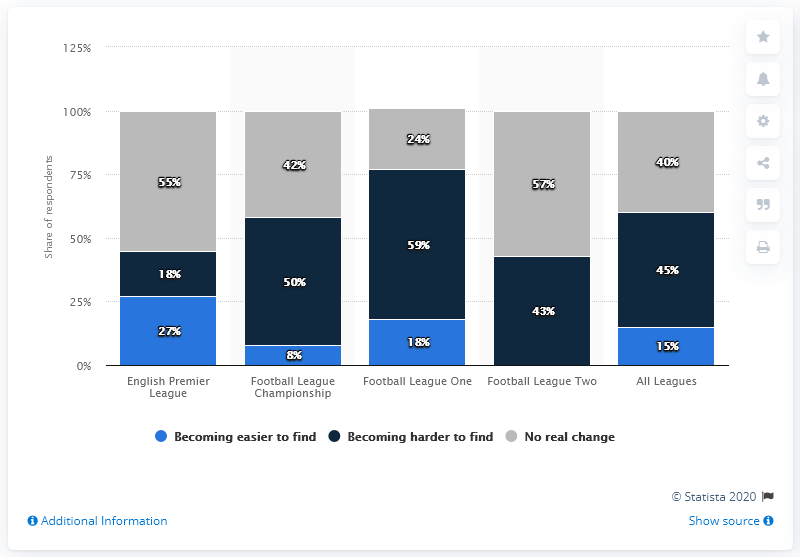 125%
100%
75%
50%
25%
0%
Share of respondents
55%
18%
27%
42%
50%
8%
24%
59%
18%
57%
43%
40%
45%
15%
English Premier
League
Football League
Championship
Football League One
Football League Two
All Leagues
Becoming easier to find
Becoming harder to find
No real change
© Statista 2020
Additional Information
Show source